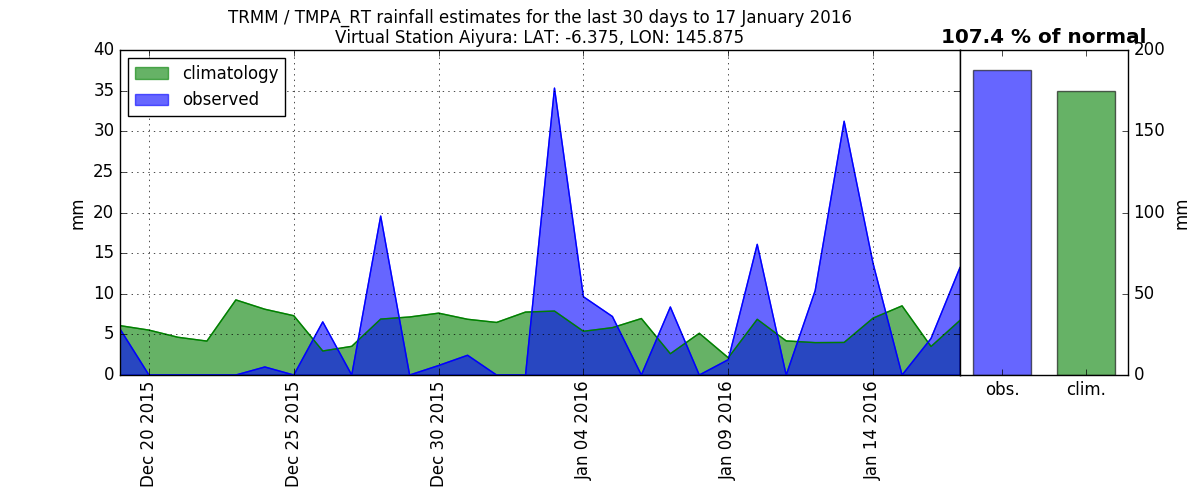 TRMM / TMPA_RT rainfall estimates for the last 30 days to 17 January 2016
Virtual Station Aiyura: LAT: -6.375, LON: 145.875
107.4 % of normal
climatology
observed
40
35
30
25
20
15
10
5
0
mm
Dec 20 2015
Dec 25 2015
Dec 30 2015
Jan 04 2016
Jan 09 2016
Jan 14 2016
obs.
clim.
200
150
100
50
0
mm